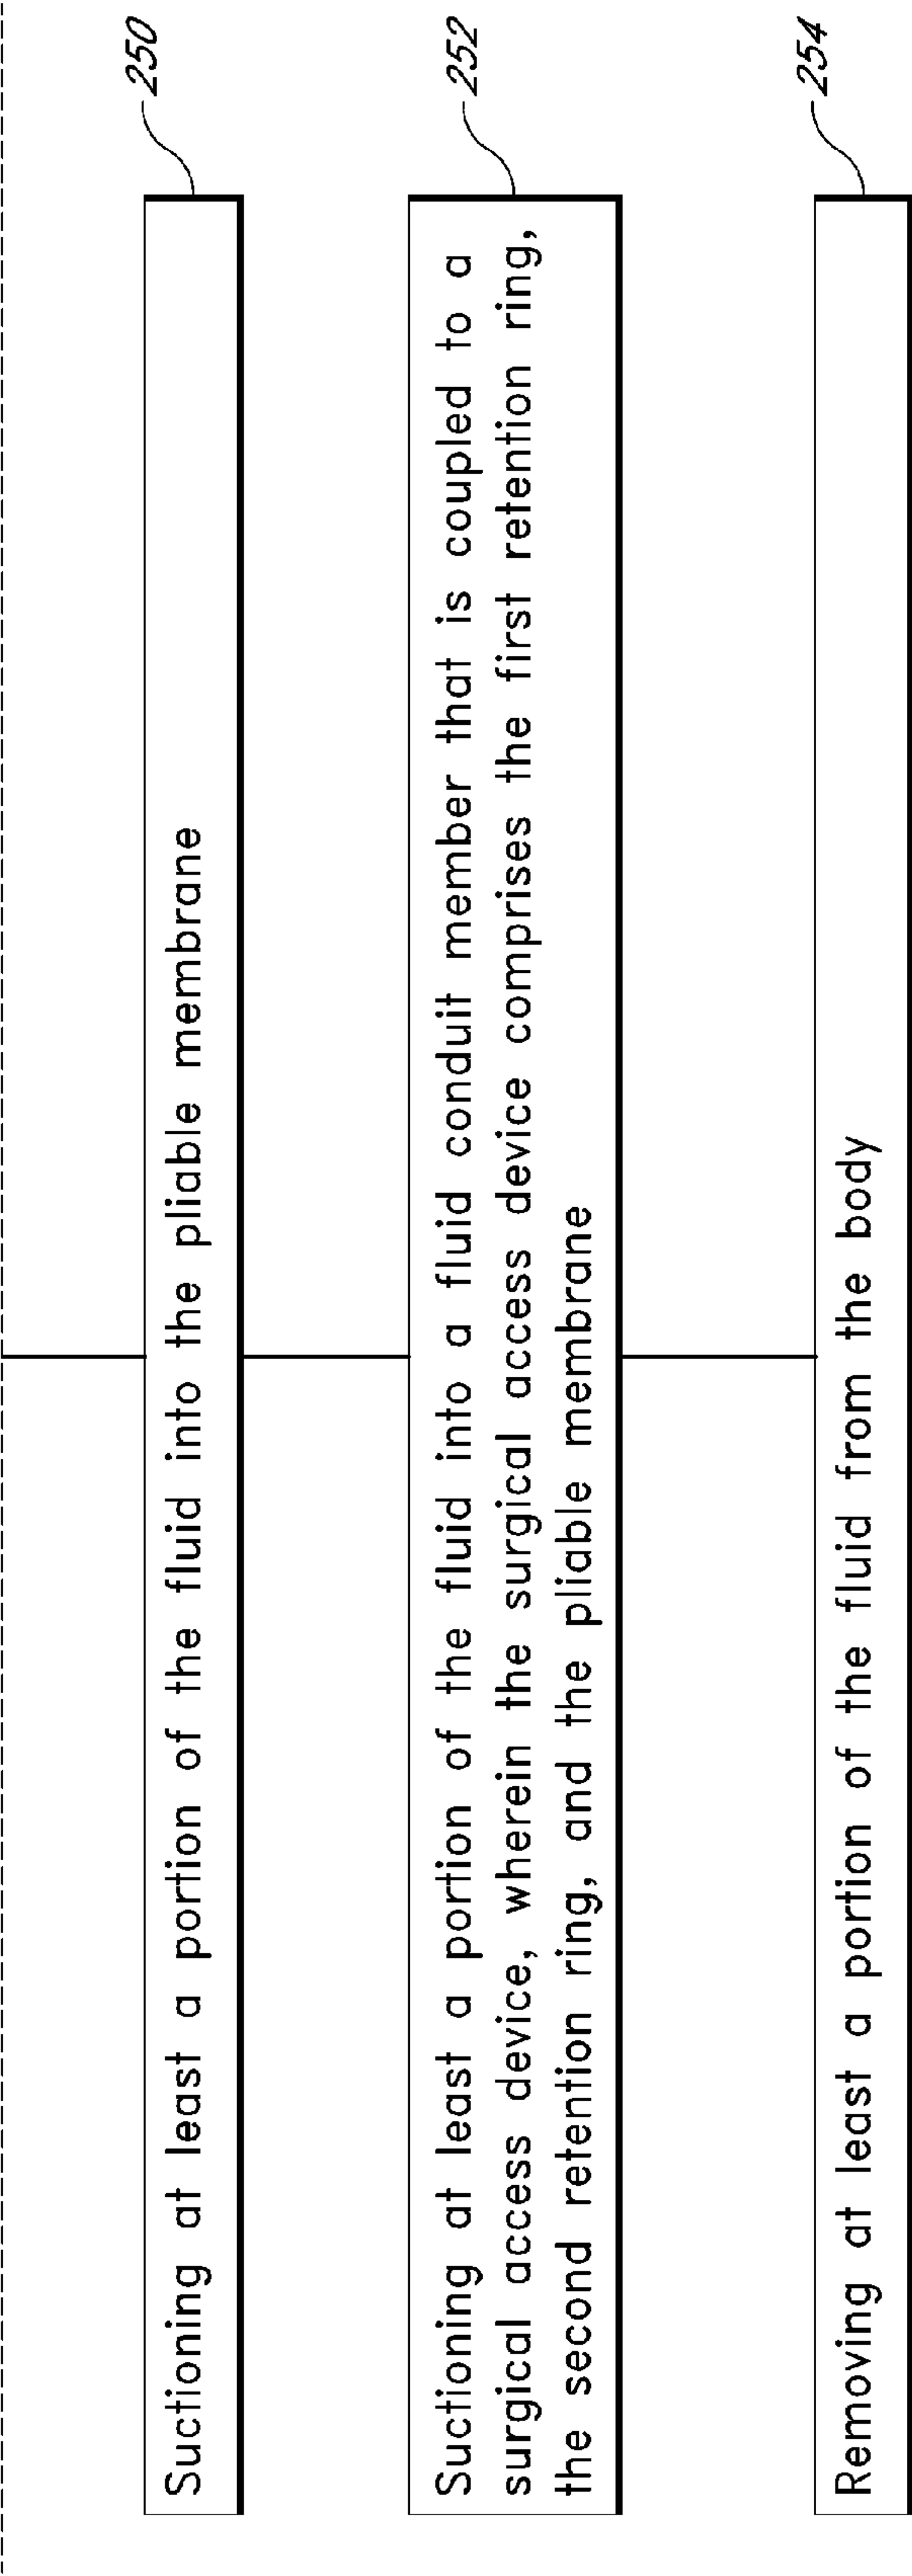 250
Suctioning at least a portion of the fluid into the pliable membrane
252
Suctioning at least a portion of the fluid into a fluid conduit member that is coupled to a
surgical access device, wherein the surgical access device comprises the first retention ring,
the second retention ring, and the pliable membrane
254
Removing at least a portion of the fluid from the body